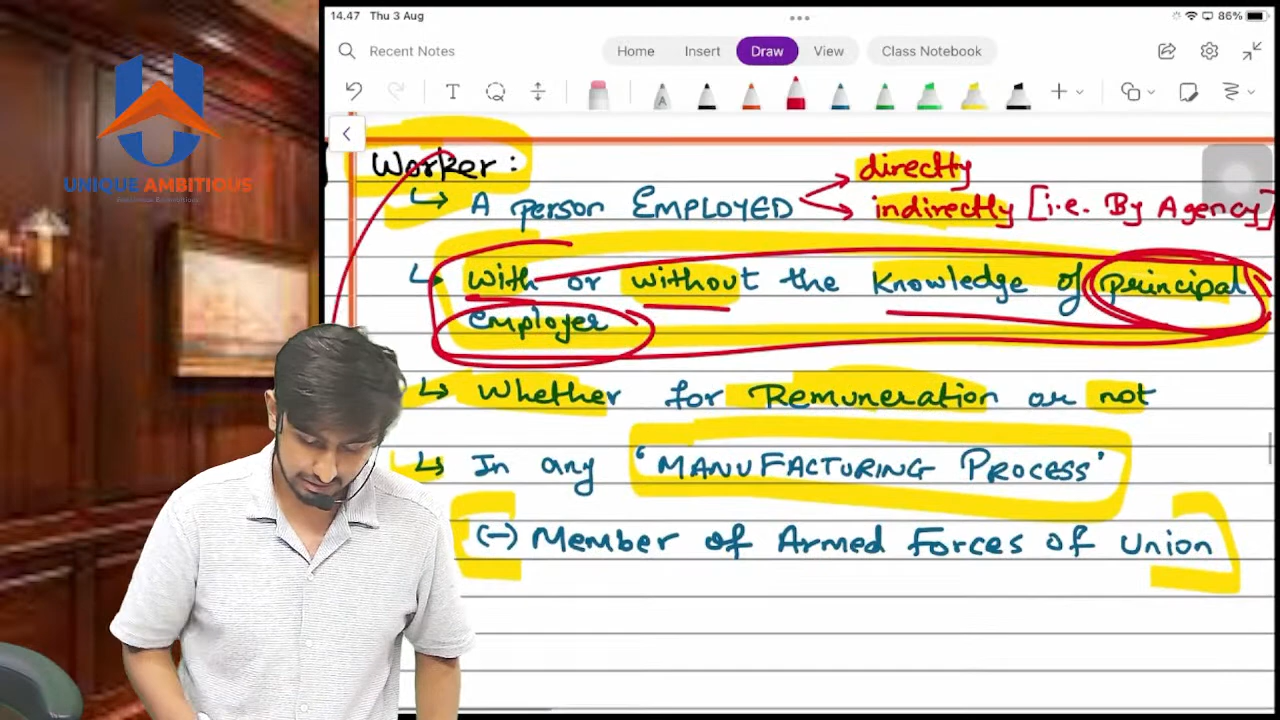 14.47 Thu 3 Aug
86%
Recent Notes
Home Insert Draw View Class Notebook
UNIQUE AMBITIOUS
Worker :
directly
A person EMPLOYED
indirectly [i.e. By Agency]
With or without the knowledge of principal
employer
Whether for Remuneration or not
In any 'MANUFACTURING PROCESS'
(-) Member of Armed Forces of Union